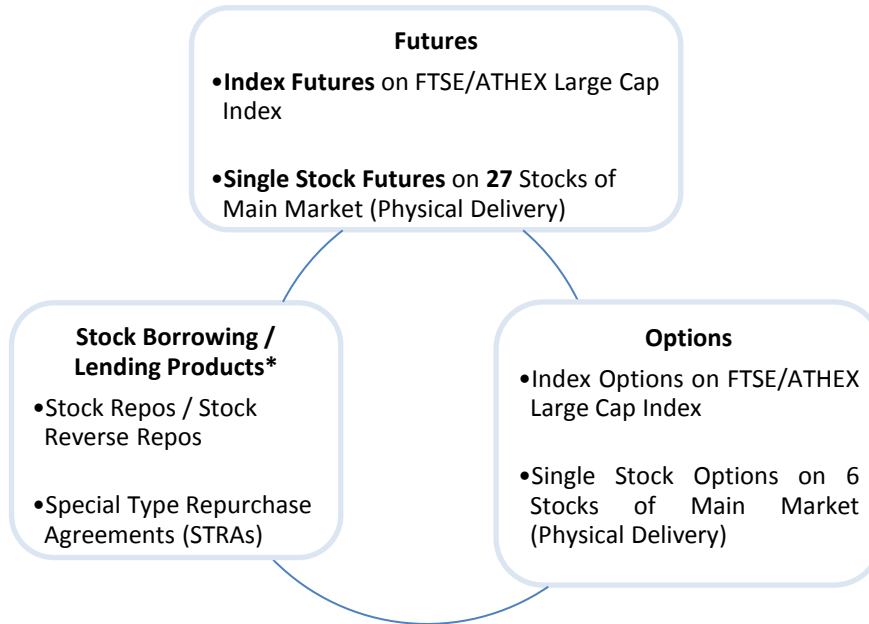 Futures
•Index Futures on FTSE/ATHEX Large Cap
Index
•Single Stock Futures on 27 Stocks of
Main Market (Physical Delivery)
Stock Borrowing /
Lending Products*
•Stock Repos / Stock
Reverse Repos
•Special Type Repurchase
Agreements (STRAs)
Options
•Index Options on FTSE/ATHEX
Large Cap Index
•Single Stock Options on 6
Stocks of Main Market
(Physical Delivery)